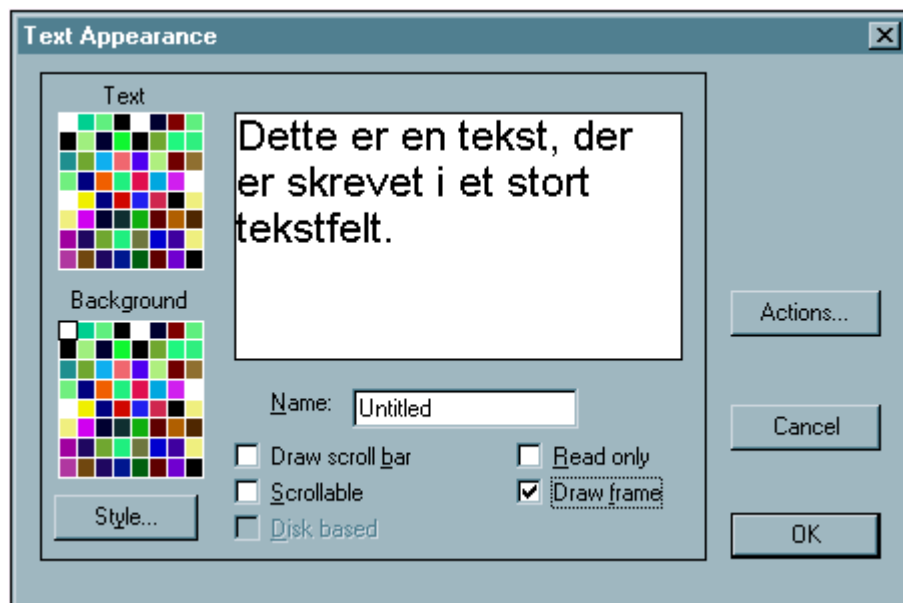 Text Appearance
Text
Dette er en tekst, der
er skrevet i et stort
tekstfelt.
Background
Actions...
Name: Untitled
Cancel
Draw scroll bar
Read only
Scrollable
Draw frame
Style...
Disk based
OK